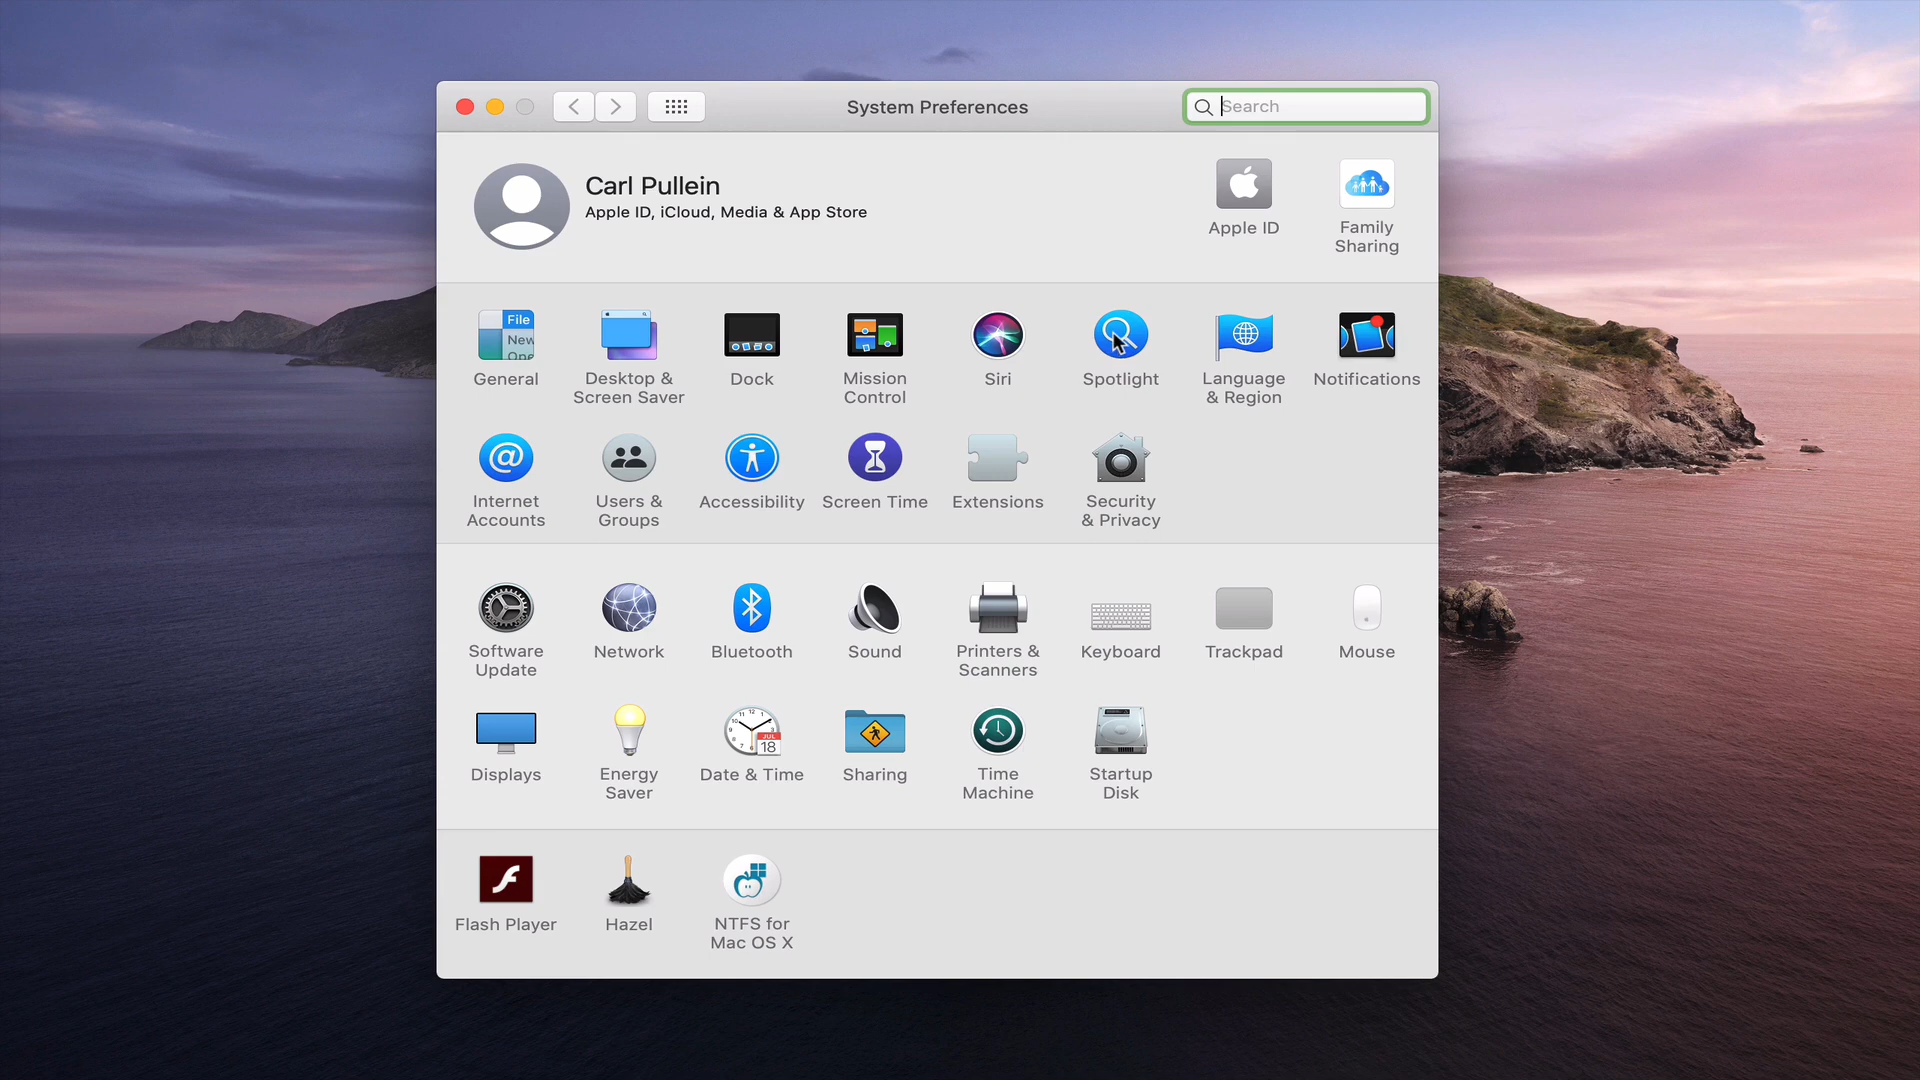 System Preferences
Search
Carl Pullein
Apple ID, iCloud, Media & App Store
Apple ID
Family
Sharing
File
New
Ope
General
Desktop &
Screen Saver
Dock
Mission
Control
Siri
Spotlight
Language
& Region
Notifications
@
Internet
Accounts
Users &
Groups
Accessibility
Screen Time
Extensions
Security
& Privacy
Software
Update
Network
Bluetooth
Sound
Printers &
Scanners
Keyboard
Trackpad
Mouse
Displays
Energy
Saver
JUL
18
Date & Time
Sharing
Time
Machine
Startup
Disk
Flash Player
Hazel
NTFS for
Mac OS X